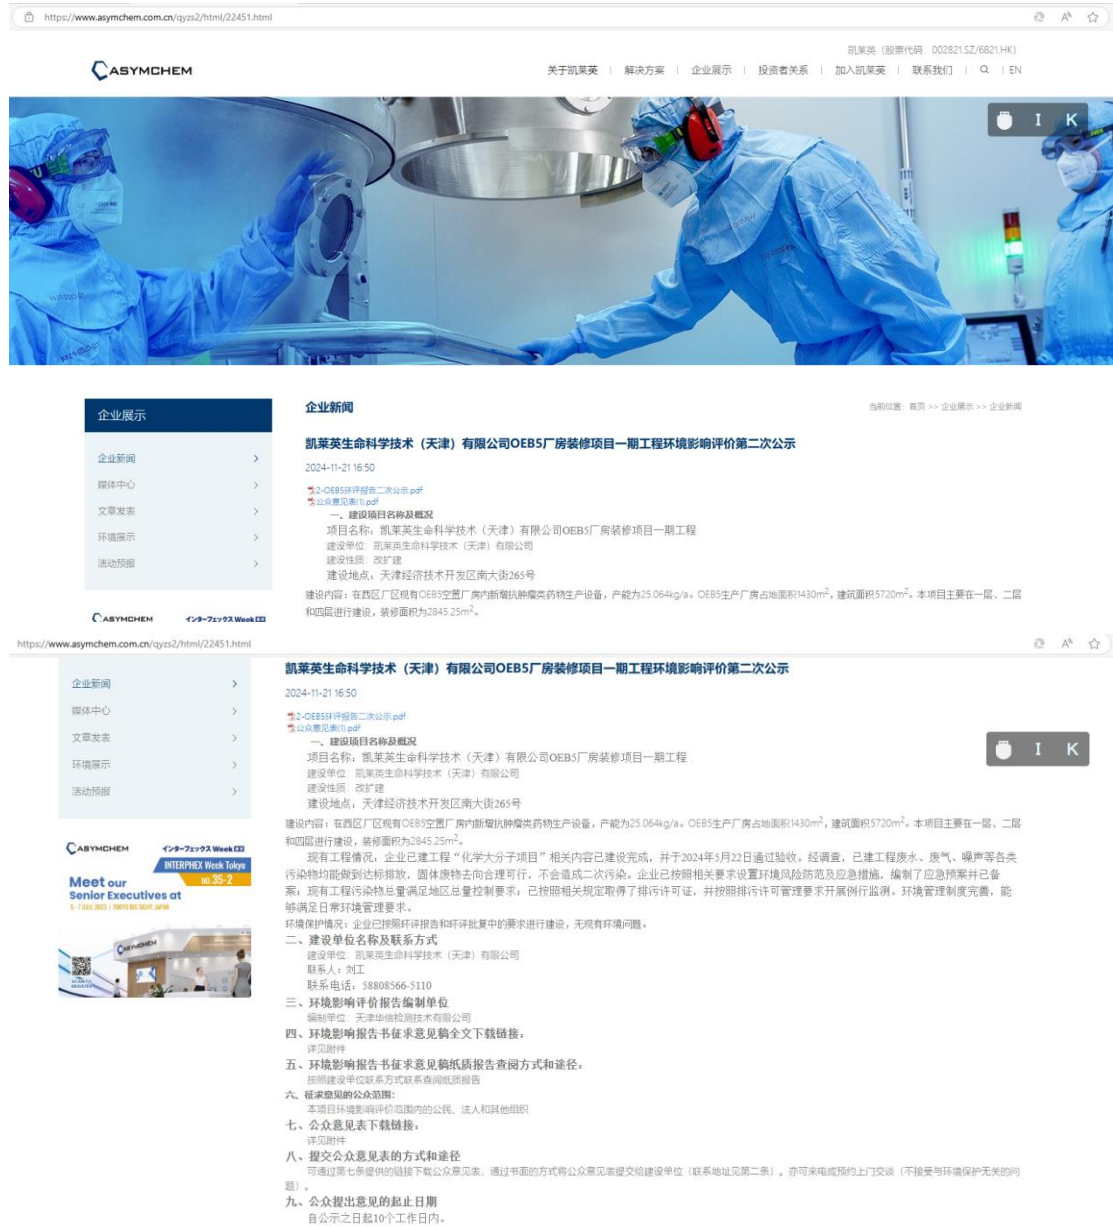 https://www.asymchem.com.cn/qyzs2/html/22451.html
凯莱英（股票代码：002821.SZ/6821.HK）
ASYMCHEM
关于凯莱英 | 解决方案 | 企业展示 | 投资者关系 | 加入凯莱英 | 联系我们 | | EN
I K
企业展示
企业新闻
媒体中心
文章发表
环境展示
活动预报
ASYMCHEM インターフェックス Week 東京
企业新闻
当前位置：首页 >> 企业展示 >> 企业新闻
凯莱英生命科学技术（天津）有限公司OEB5厂房装修项目一期工程环境影响评价第二次公示
2024-11-21 16:50
2-OEB5环评报告二次公示.pdf
公众意见表(1).pdf
一、建设项目名称及概况
项目名称：凯莱英生命科学技术（天津）有限公司OEB5厂房装修项目一期工程
建设单位：凯莱英生命科学技术（天津）有限公司
建设性质：改扩建
建设地点：天津经济技术开发区南大街265号
建设内容：在西区厂区现有OEB5空置厂房内新增抗肿瘤类药物生产设备，产能为25.064kg/a。OEB5生产厂房占地面积1430m²，建筑面积5720m²。本项目主要在一层、二层
和四层进行建设，装修面积为2845.25m²。
https://www.asymchem.com.cn/qyzs2/html/22451.html
企业新闻
媒体中心
文章发表
环境展示
活动预报
ASYMCHEM インターフェックス Week 東京
INTERPHEX Week Tokyo
NO.35-2
Meet our
Senior Executives at
ASYMCHEM
凯莱英生命科学技术（天津）有限公司OEB5厂房装修项目一期工程环境影响评价第二次公示
2024-11-21 16:50
2-OEB5环评报告二次公示.pdf
公众意见表(1).pdf
I K
一、建设项目名称及概况
项目名称：凯莱英生命科学技术（天津）有限公司OEB5厂房装修项目一期工程
建设单位：凯莱英生命科学技术（天津）有限公司
建设性质：改扩建
建设地点：天津经济技术开发区南大街265号
建设内容：在西区厂区现有OEB5空置厂房内新增抗肿瘤类药物生产设备，产能为25.064kg/a。OEB5生产厂房占地面积1430m²，建筑面积5720m²。本项目主要在一层、二层
和四层进行建设，装修面积为2845.25m²。
现有工程情况：企业已建工程“化学大分子项目”相关内容已建设完成，并于2024年5月22日通过验收。经调查，已建工程废水、废气、噪声等各类
污染物均能做到达标排放，固体废物去向合理可行，不会造成二次污染。企业已按照相关要求设置环境风险防范及应急措施，编制了应急预案并已备
案；现有工程污染物总量满足地区总量控制要求；已按照相关规定取得了排污许可证，并按照排污许可管理要求开展例行监测。环境管理制度完善，能
够满足日常环境管理要求。
环境保护情况：企业已按照环评报告和环评批复中的要求进行建设，无现有环境问题。
二、建设单位名称及联系方式
建设单位：凯莱英生命科学技术（天津）有限公司
联系人：刘工
联系电话：58808566-5110
三、环境影响评价报告编制单位
编制单位：天津华信检测技术有限公司
四、环境影响报告书征求意见稿全文下载链接：
详见附件
五、环境影响报告书征求意见稿纸质报告查阅方式和途径：
按照建设单位联系方式联系查阅纸质报告
六、征求意见的公众范围：
本项目环境影响评价范围内的公民、法人和其他组织
七、公众意见表下载链接：
详见附件
八、提交公众意见表的方式和途径
可通过第七条提供的链接下载公众意见表，通过书面的方式将公众意见表提交给建设单位（联系地址见第二条）。亦可来电或预约上门交谈（不接受与环境保护无关的问
题）。
九、公众提出意见的起止日期
自公示之日起10个工作日内。